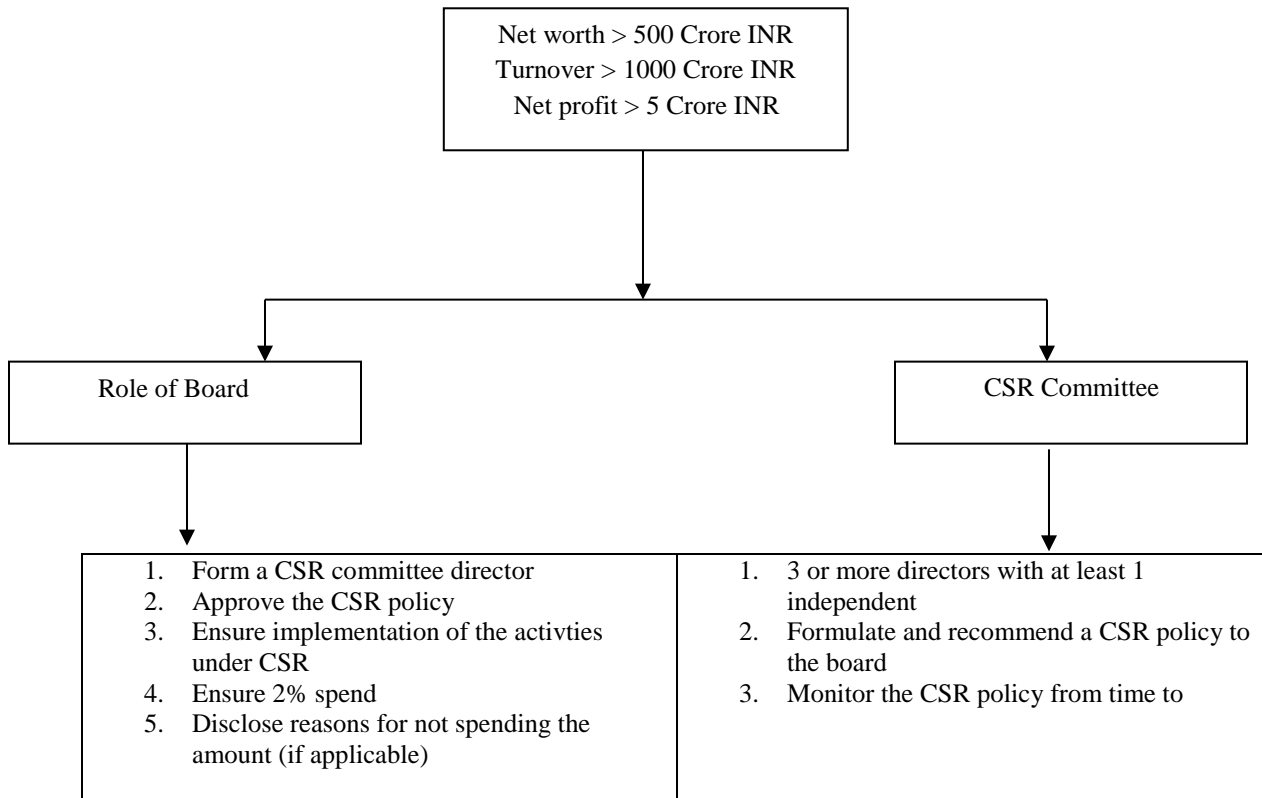 Net worth > 500 Crore INR
Turnover > 1000 Crore INR
Net profit > 5 Crore INR
Role of Board
CSR Committee
1. Form a CSR committee director
2. Approve the CSR policy
3. Ensure implementation of the activties
under CSR
4. Ensure 2% spend
5. Disclose reasons for not spending the
amount (if applicable)
1. 3 or more directors with at least 1
independent
2. Formulate and recommend a CSR policy to
the board
3. Monitor the CSR policy from time to